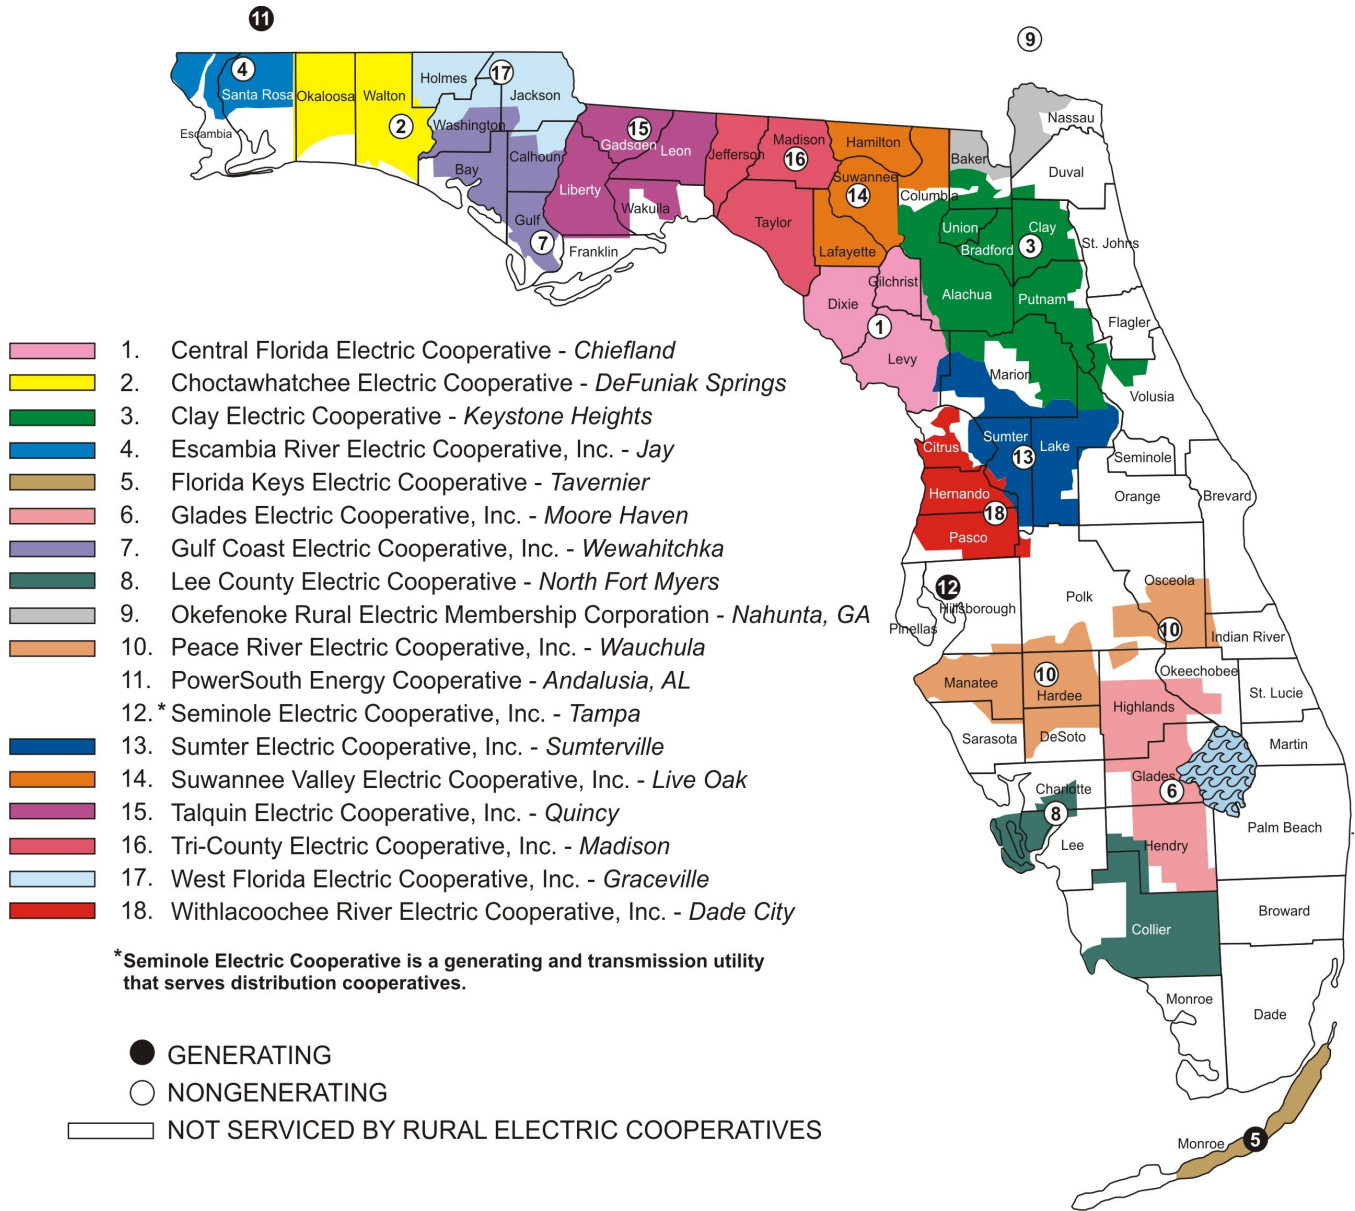 11
9
4
Santa Rosa
Escambia
Okaloosa
Walton
2
Holmes
17
Jackson
Washington
Bay
Calhoun
Gulf
7
Franklin
15
Gadsden
Leon
Liberty
Wakulla
Jefferson
Madison
16
Taylor
Hamilton
Suwannee
14
Lafayette
Columbia
Baker
Nassau
Duval
Union
Bradford
Clay
3
St. Johns
Gilchrist
Dixie
1
Levy
Alachua
Putnam
Flagler
Marion
Volusia
Citrus
Sumter
13
Lake
Seminole
Hernando
18
Pasco
Orange
Brevard
12
Hillsborough
Pinellas
Polk
Osceola
10
Indian River
Manatee
10
Hardee
Okeechobee
Highlands
St. Lucie
Sarasota
DeSoto
Martin
Charlotte
8
Glades
6
Lee
Hendry
Palm Beach
Collier
Broward
Monroe
Dade
Monroe
5
1. Central Florida Electric Cooperative - Chiefland
2. Choctawhatchee Electric Cooperative - DeFuniak Springs
3. Clay Electric Cooperative - Keystone Heights
4. Escambia River Electric Cooperative, Inc. - Jay
5. Florida Keys Electric Cooperative - Tavernier
6. Glades Electric Cooperative, Inc. - Moore Haven
7. Gulf Coast Electric Cooperative, Inc. - Wewahitchka
8. Lee County Electric Cooperative - North Fort Myers
9. Okefenoke Rural Electric Membership Corporation - Nahunta, GA
10. Peace River Electric Cooperative, Inc. - Wauchula
11. PowerSouth Energy Cooperative - Andalusia, AL
12.* Seminole Electric Cooperative, Inc. - Tampa
13. Sumter Electric Cooperative, Inc. - Sumterville
14. Suwannee Valley Electric Cooperative, Inc. - Live Oak
15. Talquin Electric Cooperative, Inc. - Quincy
16. Tri-County Electric Cooperative, Inc. - Madison
17. West Florida Electric Cooperative, Inc. - Graceville
18. Withlacoochee River Electric Cooperative, Inc. - Dade City
*Seminole Electric Cooperative is a generating and transmission utility
that serves distribution cooperatives.
GENERATING
NONGENERATING
NOT SERVICED BY RURAL ELECTRIC COOPERATIVES